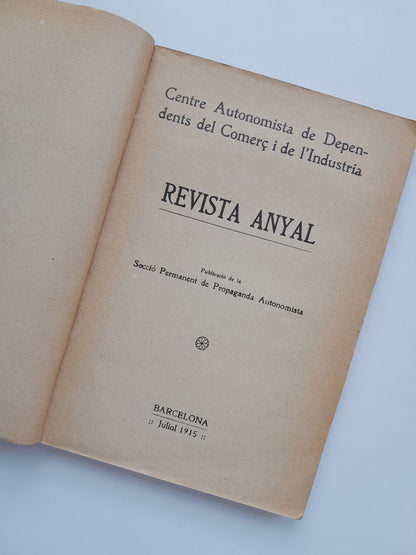 Centre Autonomista de Depen-
dents del Comerç i de l'Industria
REVISTA ANYAL
Publicació de la
Secció Permanent de Propaganda Autonomista
BARCELONA
:: Juliol 1915 ::